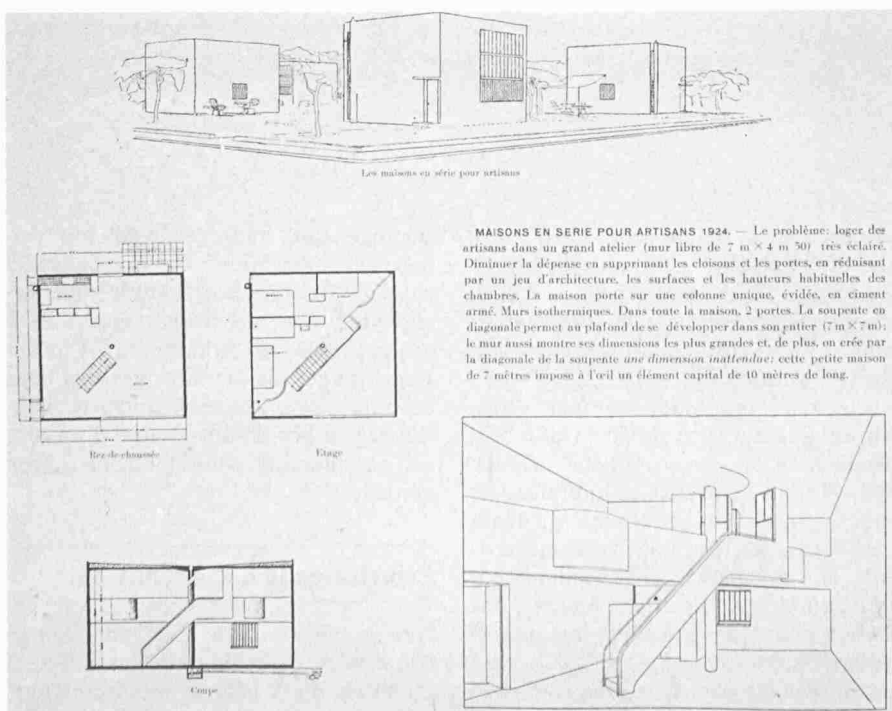 Les maisons en série pour artisans
MAISONS EN SERIE POUR ARTISANS 1924. — Le problème: loger des
artisans dans un grand atelier (mur libre de 7 m × 4 m 50) très éclairé.
Diminuer la dépense en supprimant les cloisons et les portes, en réduisant
par un jeu d'architecture, les surfaces et les hauteurs habituelles des
chambres. La maison porte sur une colonne unique, évidée, en ciment
armé. Murs isothermiques. Dans toute la maison, 2 portes. La soupente en
diagonale permet au plafond de se développer dans son entier (7 m × 7 m);
le mur aussi montre ses dimensions les plus grandes et, de plus, on crée par
la diagonale de la soupente une dimension inattendue: cette petite maison
de 7 mètres impose à l'œil un élément capital de 10 mètres de long.
Rez-de-chaussée
Etage
Coupe